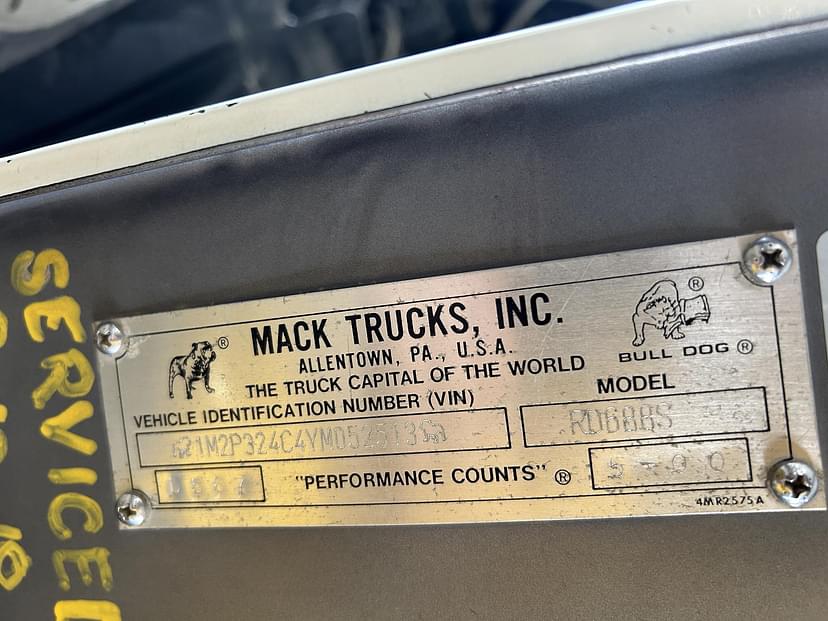 MACK TRUCKS, INC.
ALLENTOWN, PA., U.S.A.
THE TRUCK CAPITAL OF THE WORLD
BULL DOG ®
VEHICLE IDENTIFICATION NUMBER (VIN)
MODEL
1M2P324C4YM052513
RD688S
"PERFORMANCE COUNTS" ®
4MR2575A
SERVICE